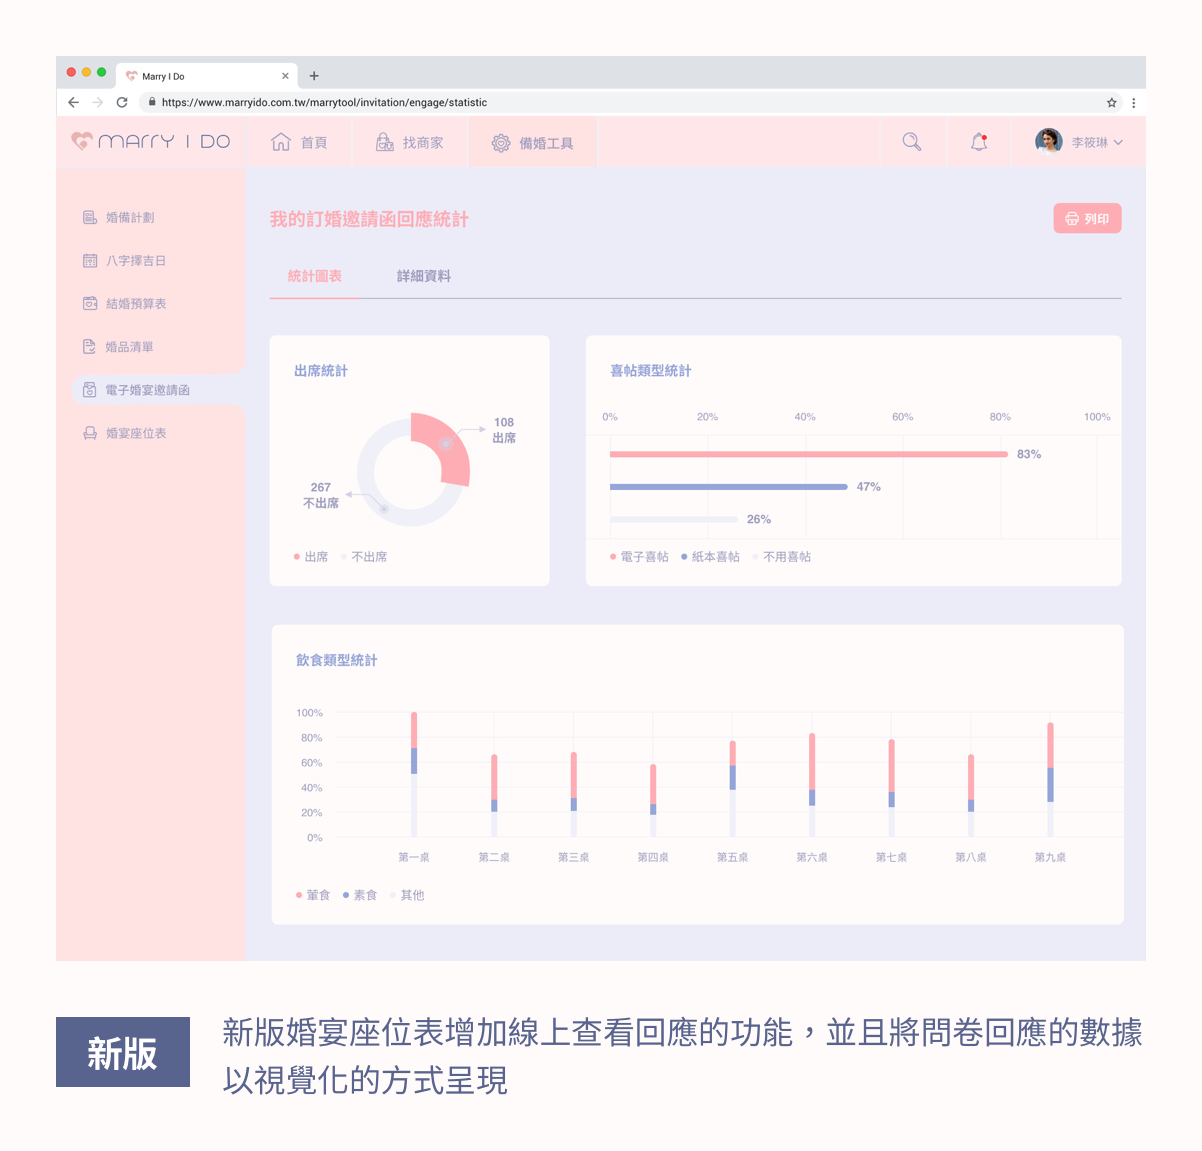 Marry I Do
https://www.marryido.com.tw/marrytool/invitation/engage/statistic
MARRY I DO
首頁
找商家
備婚工具
李筱琳
婚備計劃
八字擇吉日
結婚預算表
婚品清單
電子婚宴邀請函
婚宴座位表
我的訂婚邀請函回應統計
列印
統計圖表
詳細資料
出席統計
108
出席
267
不出席
出席
不出席
喜帖類型統計
0% 20% 40% 60% 80% 100%
83%
47%
26%
電子喜帖
紙本喜帖
不用喜帖
飲食類型統計
100%
80%
60%
40%
20%
0%
第一桌 第二桌 第三桌 第四桌 第五桌 第六桌 第七桌 第八桌 第九桌
葷食
素食
其他
新版
新版婚宴座位表增加線上查看回應的功能，並且將問卷回應的數據
以視覺化的方式呈現